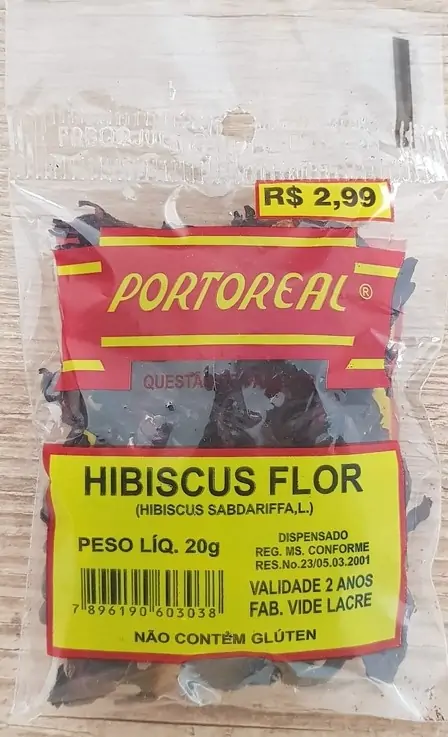 R$ 2,99
PORTOREAL®
HIBISCUS FLOR
(HIBISCUS SABDARIFFA,L.)
PESO LÍQ. 20g
DISPENSADO
REG. MS. CONFORME
RES.No.23/05.03.2001
VALIDADE 2 ANOS
FAB. VIDE LACRE
7 896190 603038
NÃO CONTÉM GLÚTEN